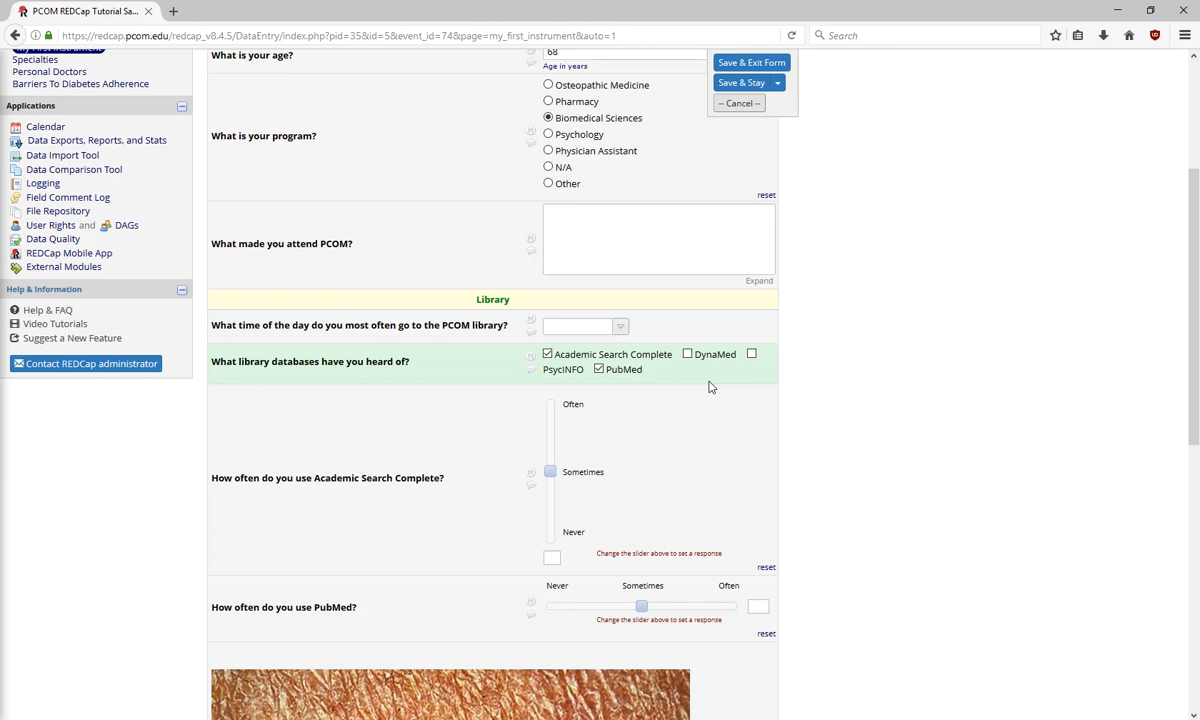 PCOM REDCap Tutorial Sa...
https://redcap.pcom.edu/redcap_v8.4.5/DataEntry/index.php?pid=35&id=5&event_id=74&page=my_first_instrument&auto=1
Search
My First Instrument
Specialties
Personal Doctors
Barriers To Diabetes Adherence
Applications
Calendar
Data Exports, Reports, and Stats
Data Import Tool
Data Comparison Tool
Logging
Field Comment Log
File Repository
User Rights and DAGs
Data Quality
REDCap Mobile App
External Modules
Help & Information
Help & FAQ
Video Tutorials
Suggest a New Feature
Contact REDCap administrator
What is your age?
68
Age in years
Save & Exit Form
Save & Stay
-- Cancel --
What is your program?
Osteopathic Medicine
Pharmacy
Biomedical Sciences
Psychology
Physician Assistant
N/A
Other
reset
What made you attend PCOM?
Expand
Library
What time of the day do you most often go to the PCOM library?
What library databases have you heard of?
Academic Search Complete DynaMed
PsycINFO PubMed
How often do you use Academic Search Complete?
Often
Sometimes
Never
Change the slider above to set a response
reset
How often do you use PubMed?
Never Sometimes Often
Change the slider above to set a response
reset